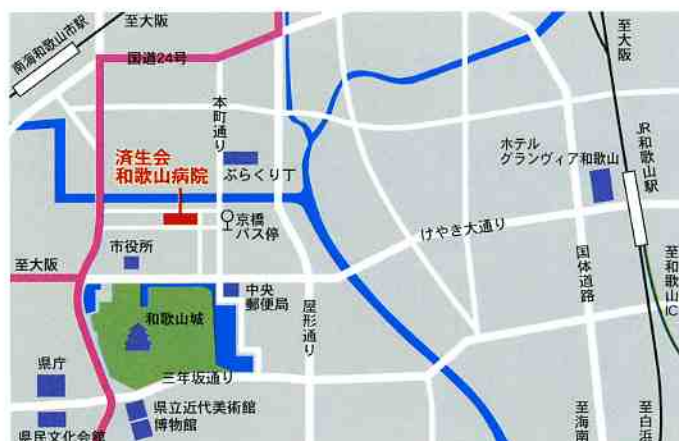 至大阪
南海和歌山市駅
国道24号
本町通り
至大阪
ホテル
グランヴィア和歌山
JR和歌山駅
済生会
和歌山病院
ぶらくり丁
京橋
バス停
けやき大通り
市役所
至大阪
中央
郵便局
屋形通り
国体道路
至和歌山IC
和歌山城
三年坂通り
県庁
県立近代美術館
博物館
県民文化会館
至海南
至白浜